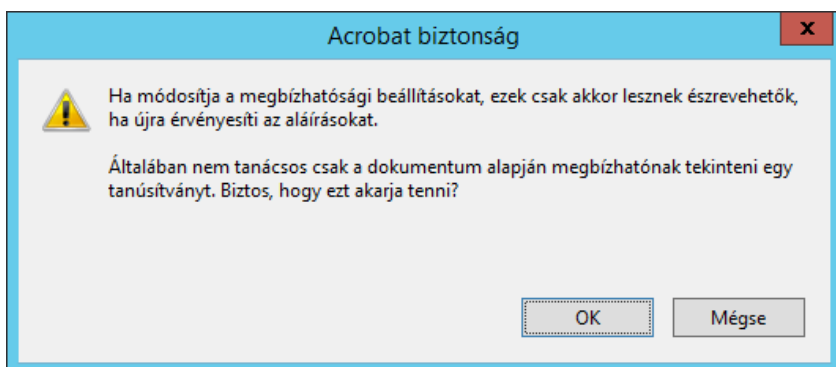 Acrobat biztonság
x
Ha módosítja a megbízhatósági beállításokat, ezek csak akkor lesznek észrevehetők,
ha újra érvényesíti az aláírásokat.
Általában nem tanácsos csak a dokumentum alapján megbízhatónak tekinteni egy
tanúsítványt. Biztos, hogy ezt akarja tenni?
OK
Mégse